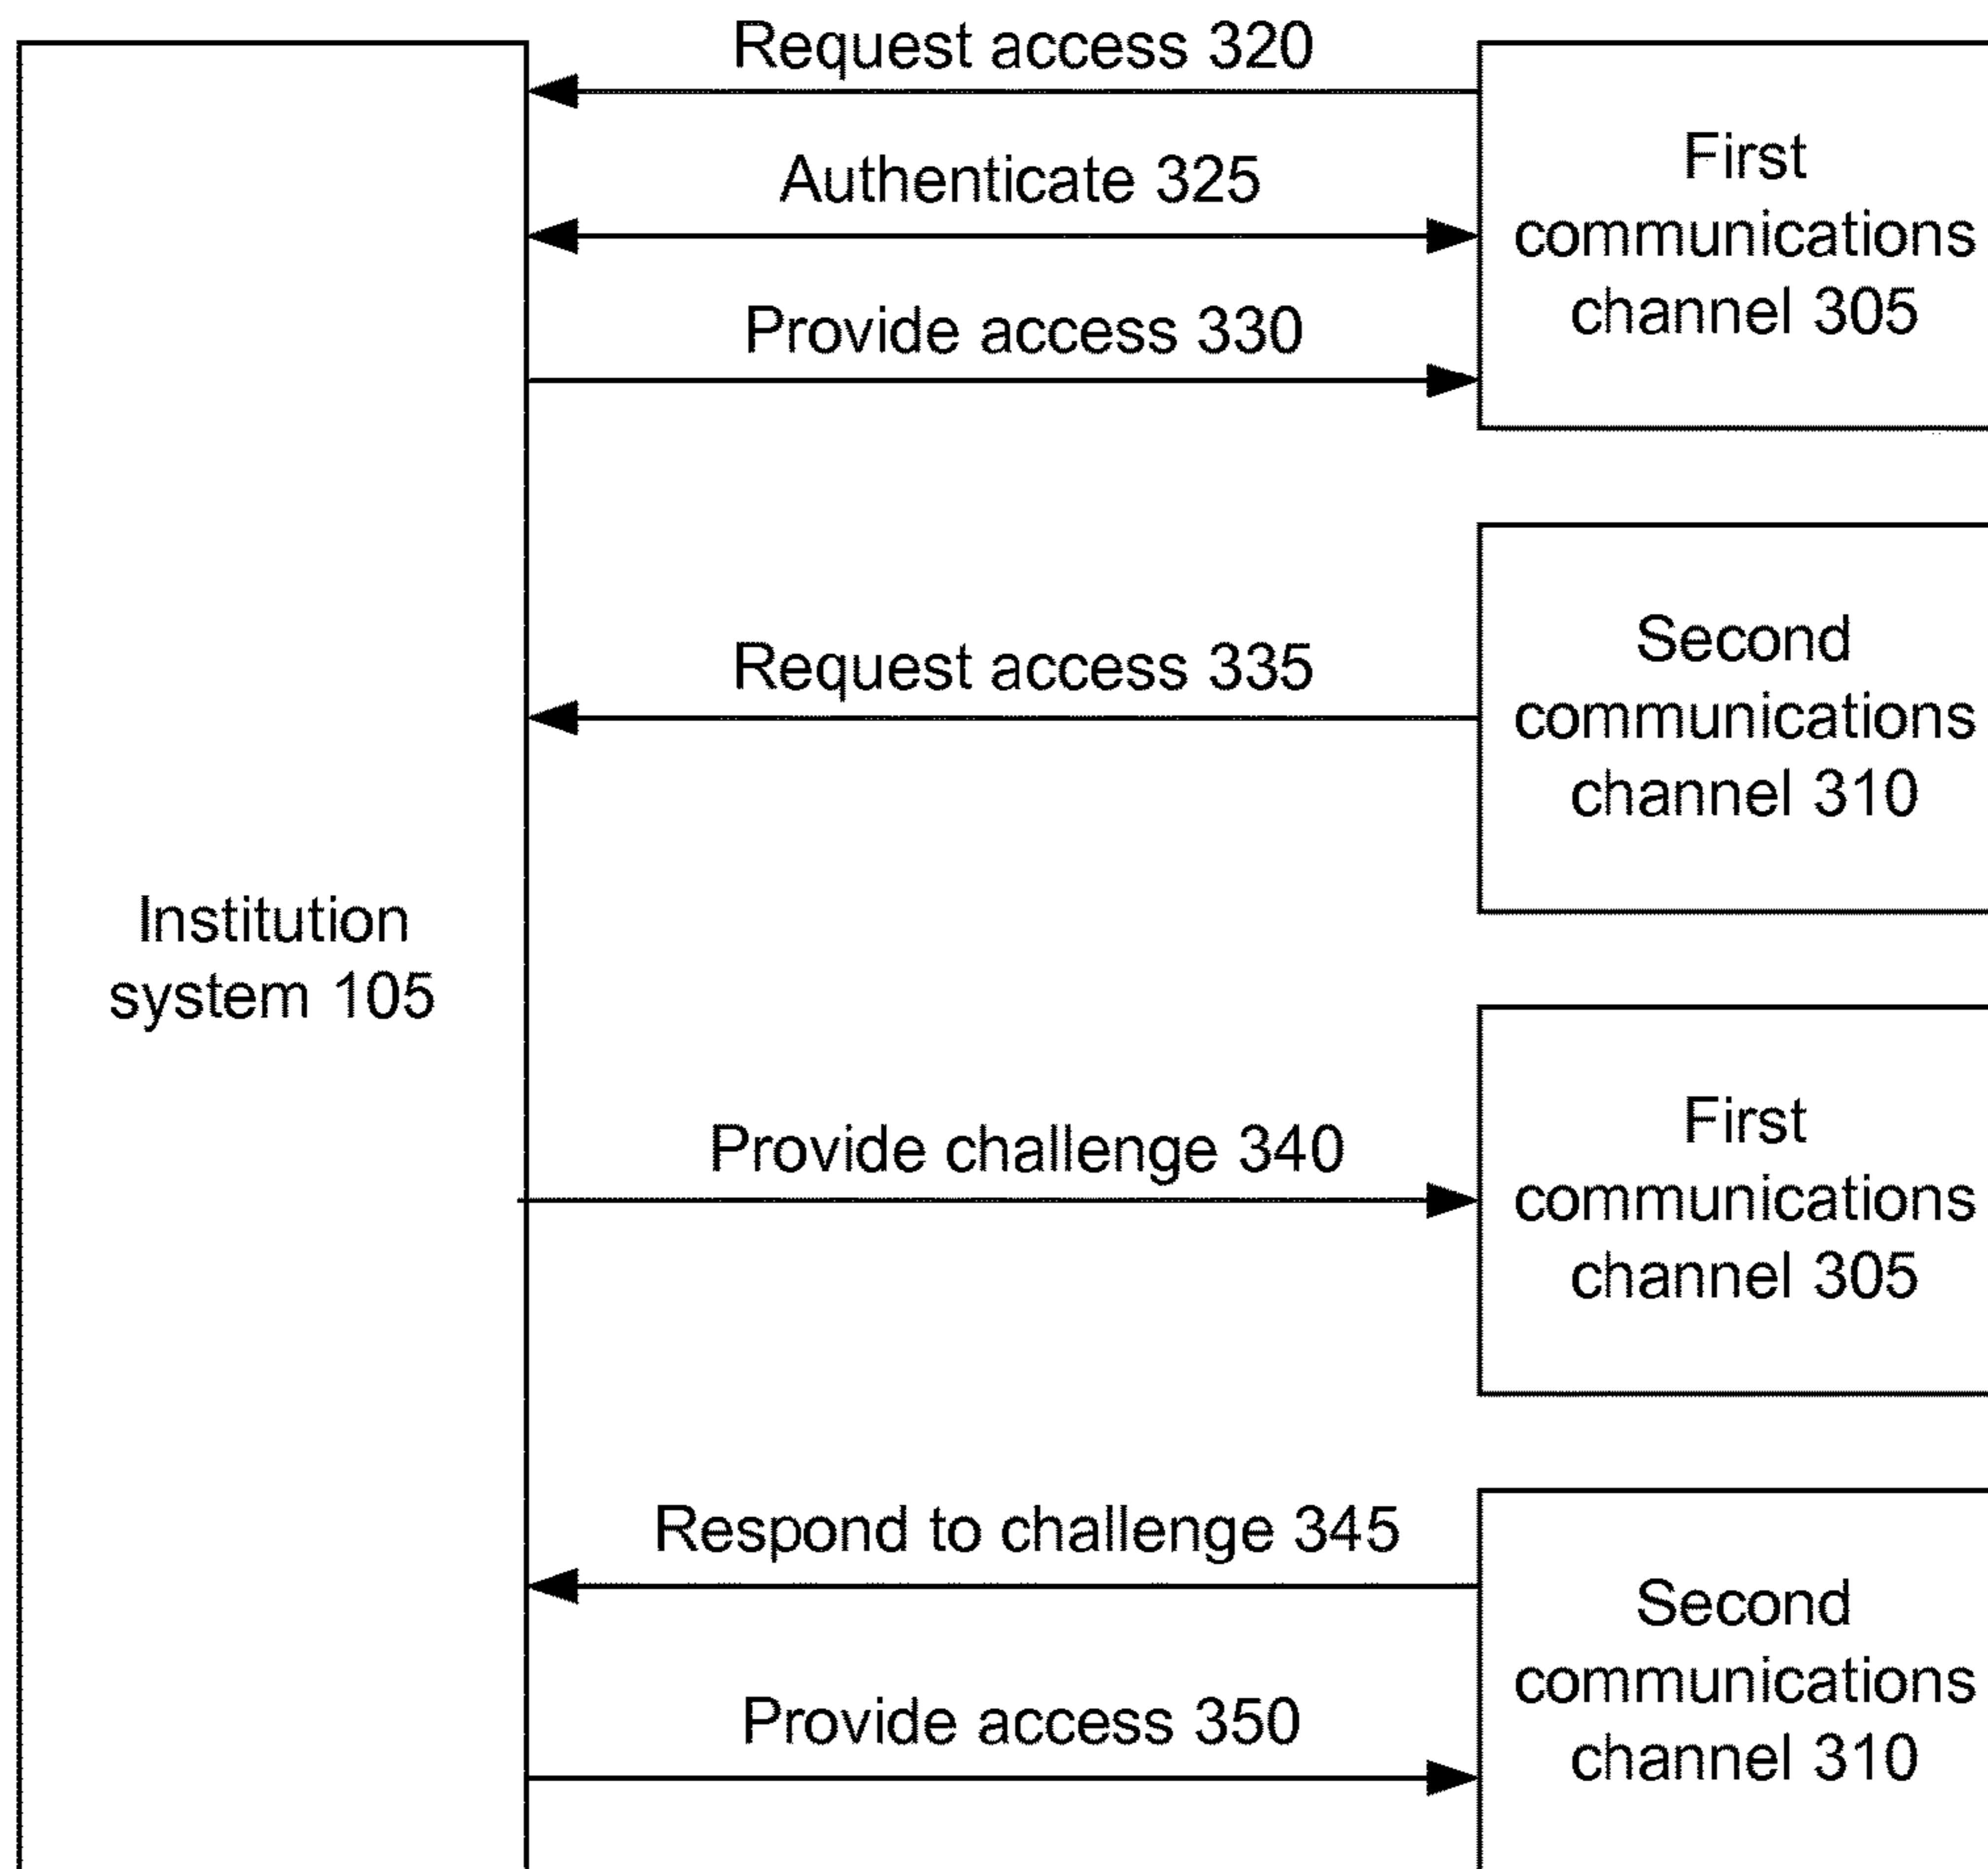 Request access 320
Authenticate 325
Provide access 330
First
communications
channel 305
Request access 335
Second
communications
channel 310
Institution
system 105
Provide challenge 340
First
communications
channel 305
Respond to challenge 345
Provide access 350
Second
communications
channel 310